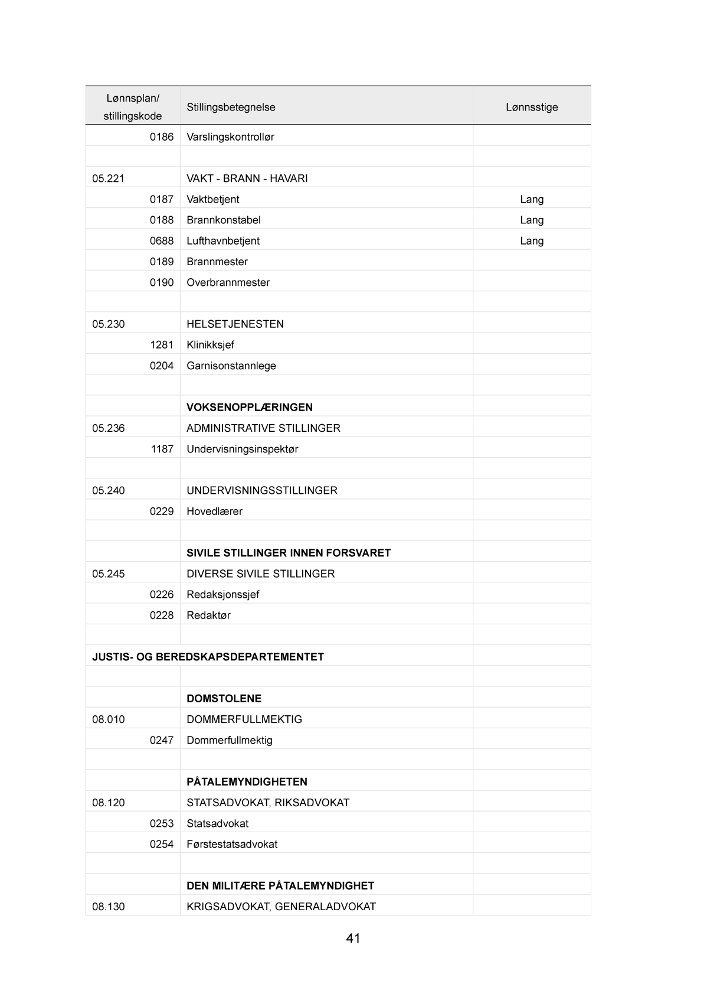 Lønnsplan/
stillingskode Stillingsbetegnelse Lønnsstige
0186 Varslingskontrollør
05.221 VAKT - BRANN - HAVARI
0187 Vaktbetjent Lang
0188 Brannkonstabel Lang
0688 Lufthavnbetjent Lang
0189 Brannmester
0190 Overbrannmester
05.230 HELSETJENESTEN
1281 Klinikksjef
0204 Garnisonstannlege
VOKSENOPPLÆRINGEN
05.236 ADMINISTRATIVE STILLINGER
1187 Undervisningsinspektør
05.240 UNDERVISNINGSSTILLINGER
0229 Hovedlærer
SIVILE STILLINGER INNEN FORSVARET
05.245 DIVERSE SIVILE STILLINGER
0226 Redaksjonssjef
0228 Redaktør
JUSTIS- OG BEREDSKAPSDEPARTEMENTET
DOMSTOLENE
08.010 DOMMERFULLMEKTIG
0247 Dommerfullmektig
PÅTALEMYNDIGHETEN
08.120 STATSADVOKAT, RIKSADVOKAT
0253 Statsadvokat
0254 Førstestatsadvokat
DEN MILITÆRE PÅTALEMYNDIGHET
08.130 KRIGSADVOKAT, GENERALADVOKAT
41